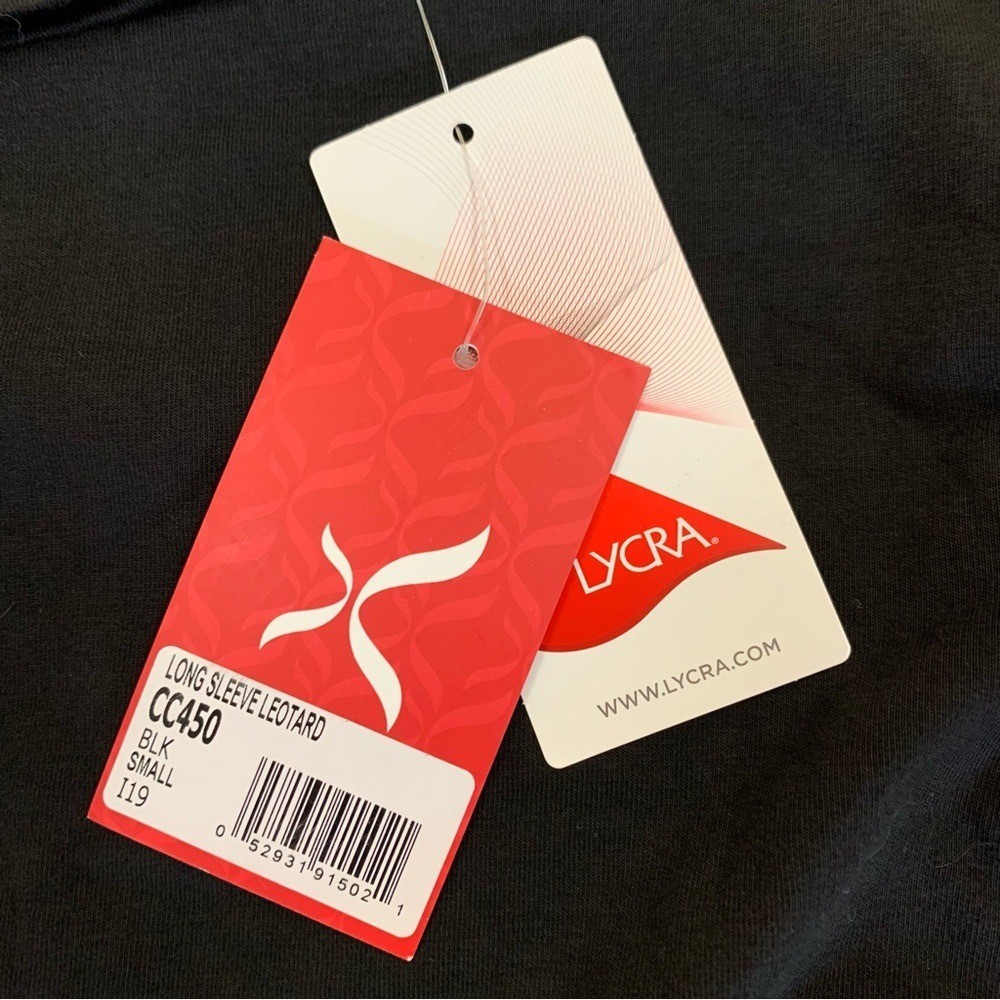 LYCRA®
WWW.LYCRA.COM
LONG SLEEVE LEOTARD
CC450
BLK
SMALL
I19
0 52931 91502 1